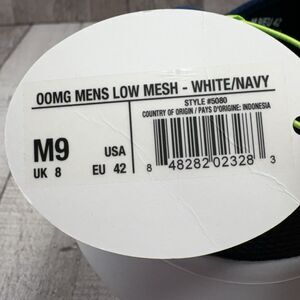 OOMG MENS LOW MESH - WHITE/NAVY
STYLE #5080
COUNTRY OF ORIGIN / PAYS D'ORIGINE: INDONESIA
M9 USA
UK 8 EU 42
8 48282 02328 3